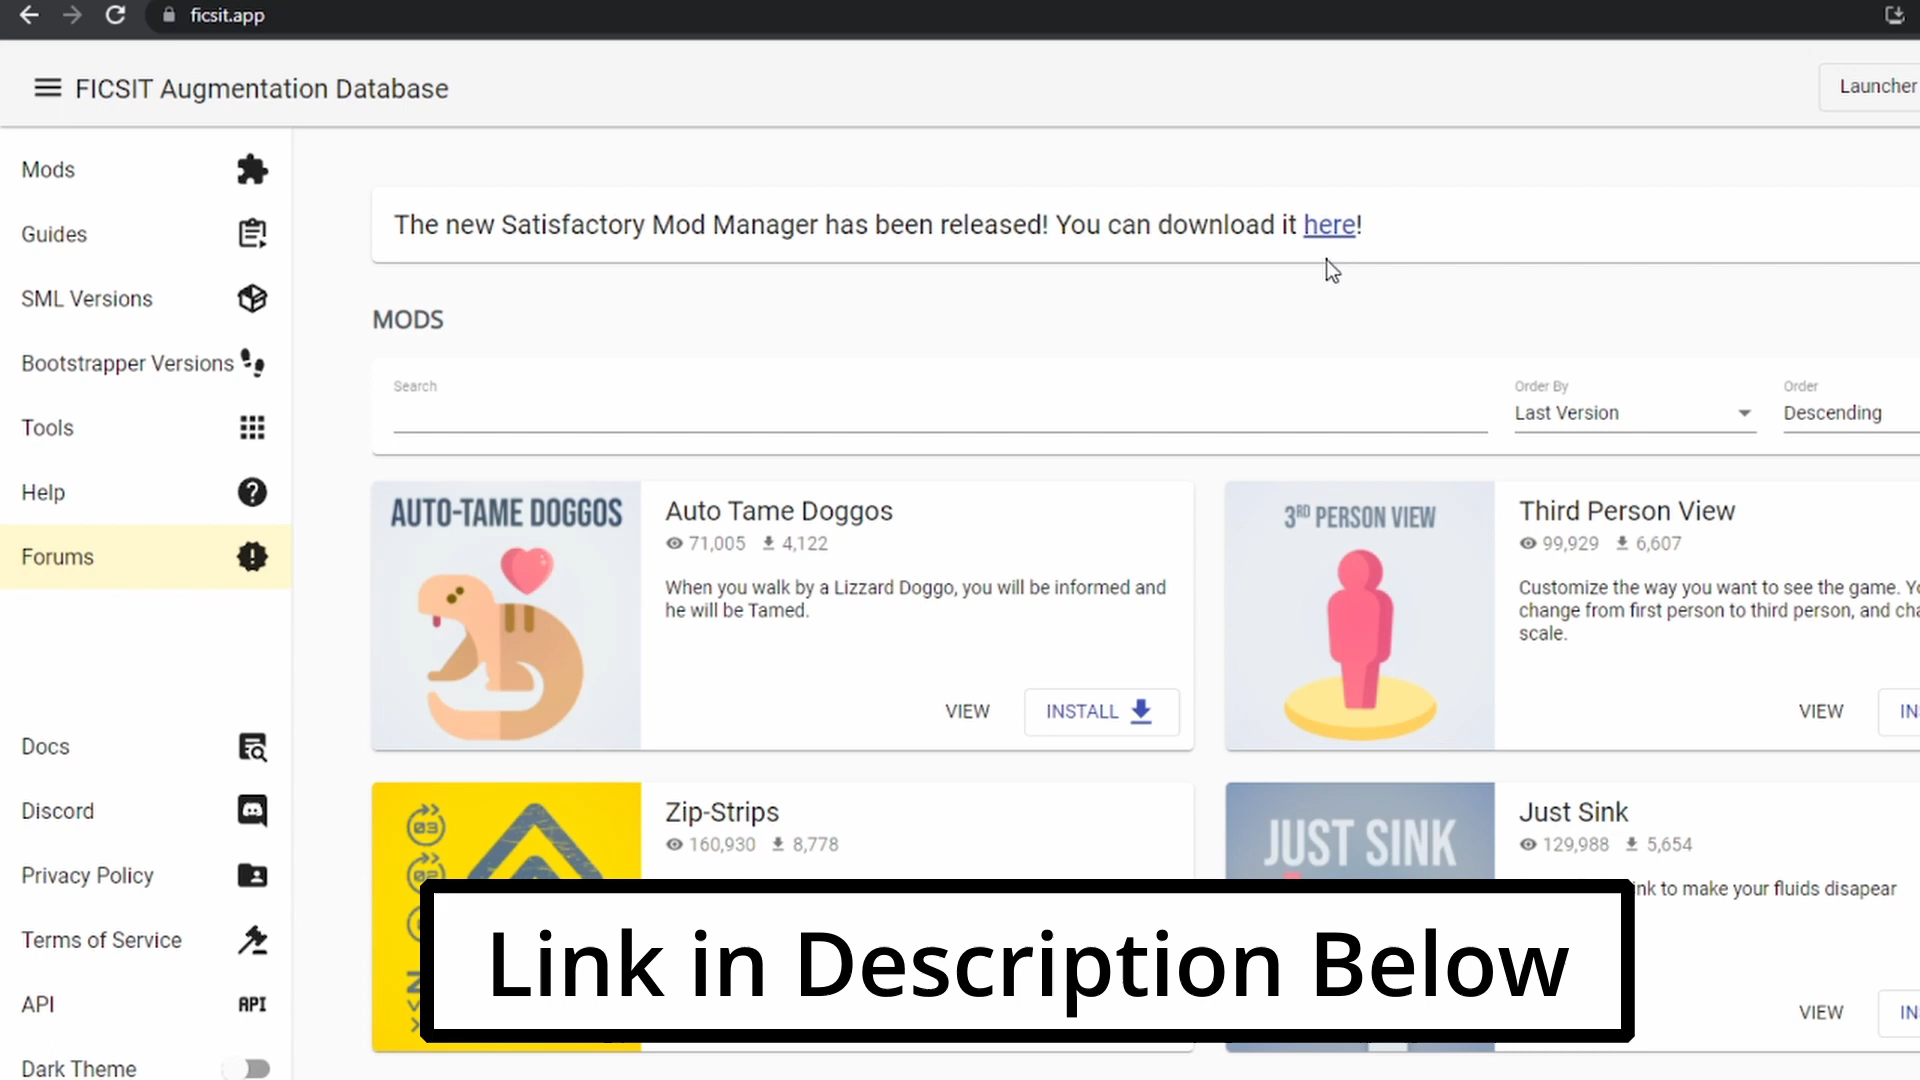 ficsit.app
FICSIT Augmentation Database
Launcher
Mods
Guides
SML Versions
Bootstrapper Versions
Tools
Help
Forums
Docs
Discord
Privacy Policy
Terms of Service
API
API
Dark Theme
The new Satisfactory Mod Manager has been released! You can download it here!
MODS
Search
Order By
Last Version
Order
Descending
AUTO-TAME DOGGOS
Auto Tame Doggos
71,005 4,122
When you walk by a Lizzard Doggo, you will be informed and
he will be Tamed.
VIEW INSTALL
3RD PERSON VIEW
Third Person View
99,929 6,607
Customize the way you want to see the game.
change from first person to third person, and
scale.
VIEW
03
02
Zip-Strips
160,930 8,778
JUST SINK
Just Sink
129,988 5,654
to make your fluids disapear
VIEW
Link in Description Below